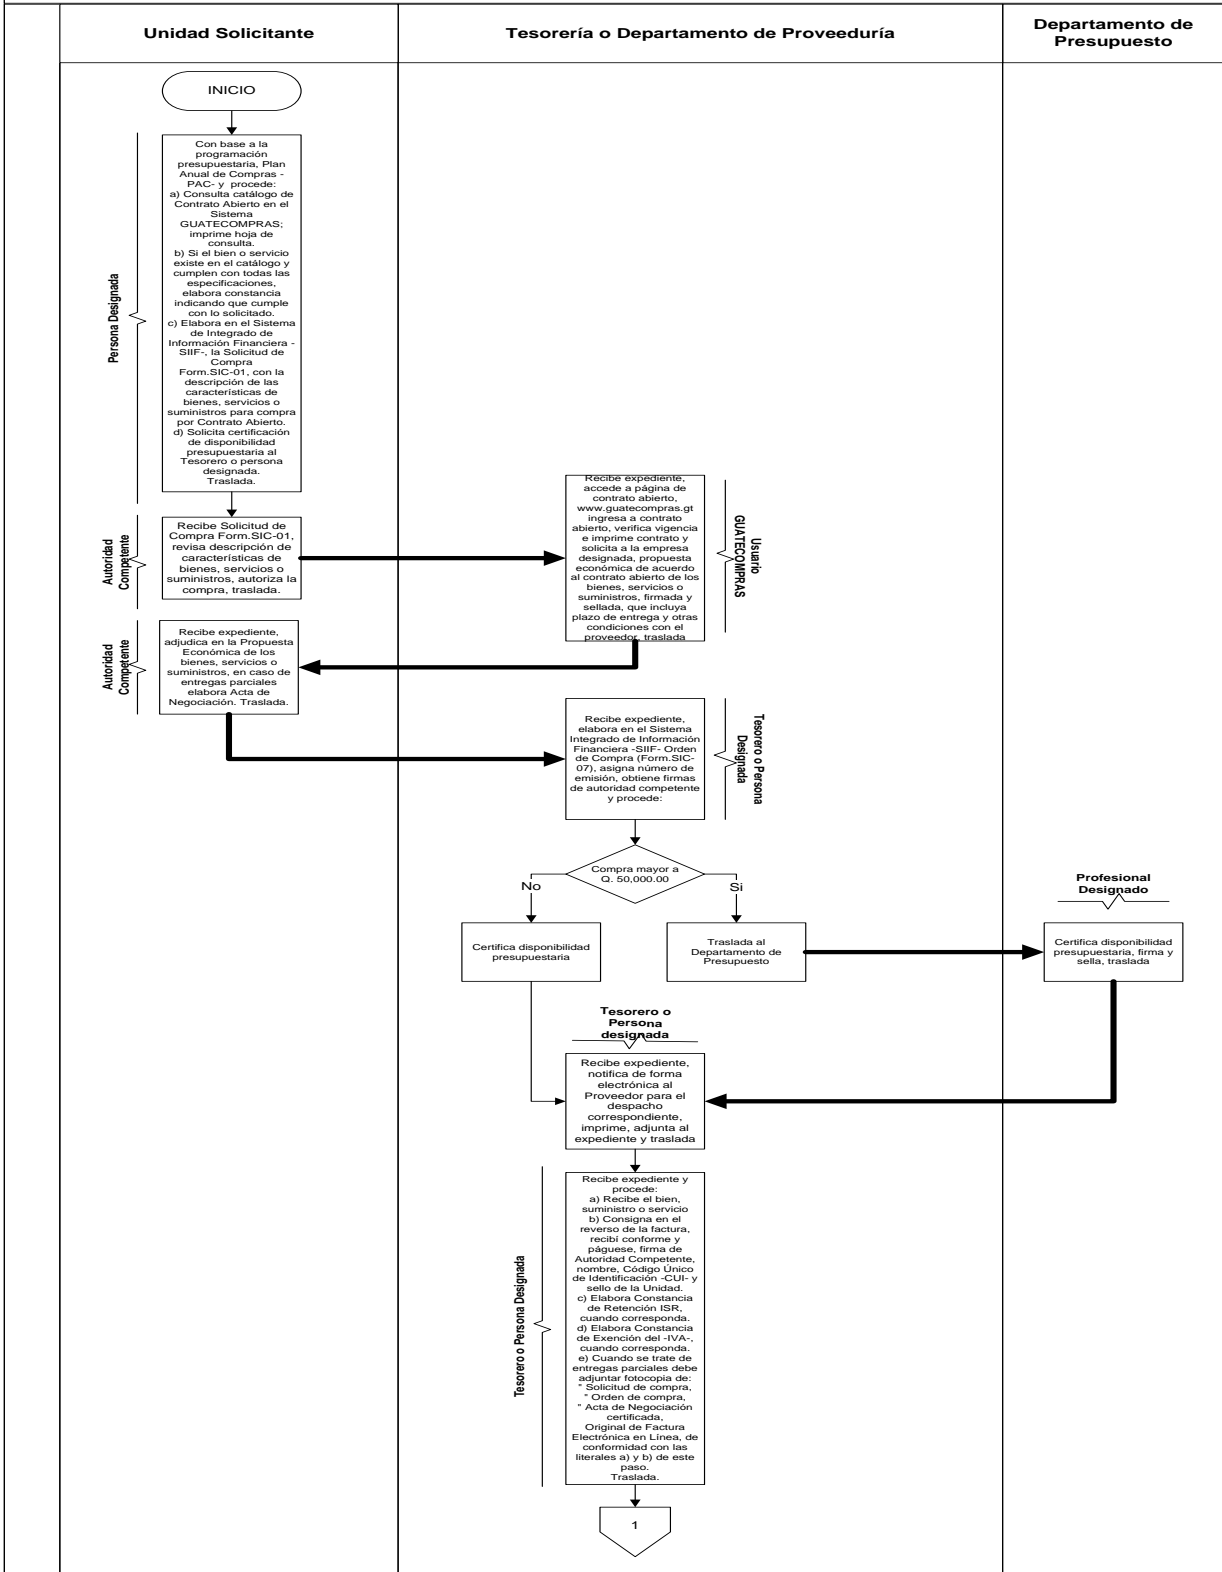 Unidad Solicitante
Tesorería o Departamento de Proveeduría
Departamento de
Presupuesto
INICIO
Persona Designada
Con base a la
programación
presupuestaria, Plan
Anual de Compras -
PAC- y procede:
a) Consulta catálogo de
Contrato Abierto en el
Sistema
GUATECOMPRAS;
imprime hoja de
consulta.
b) Si el bien o servicio
existe en el catálogo y
cumplen con todas las
especificaciones,
elabora constancia
indicando que cumple
con lo solicitado.
c) Elabora en el Sistema
de Integrado de
Información Financiera -
SIIF-, la Solicitud de
Compra
Form.SIC-01, con la
descripción de las
características de
bienes, servicios o
suministros para compra
por Contrato Abierto.
d) Solicita certificación
de disponibilidad
presupuestaria al
Tesorero o persona
designada.
Traslada.
Autoridad
Competente
Recibe Solicitud de
Compra Form.SIC-01,
revisa descripción de
características de
bienes, servicios o
suministros, autoriza la
compra, traslada.
Recibe expediente,
accede a página de
contrato abierto,
www.guatecompras.gt
ingresa a contrato
abierto, verifica vigencia
e imprime contrato y
solicita a la empresa
designada, propuesta
económica de acuerdo
al contrato abierto de los
bienes, servicios o
suministros, firmada y
sellada, que incluya
plazo de entrega y otras
condiciones con el
proveedor, traslada
Usuario
GUATECOMPRAS
Autoridad
Competente
Recibe expediente,
adjudica en la Propuesta
Económica de los
bienes, servicios o
suministros, en caso de
entregas parciales
elabora Acta de
Negociación. Traslada.
Recibe expediente,
elabora en el Sistema
Integrado de Información
Financiera -SIIF- Orden
de Compra (Form.SIC-
07), asigna número de
emisión, obtiene firmas
de autoridad competente
y procede:
Tesorero o Persona
Designada
Compra mayor a
Q. 50,000.00
No
Si
Certifica disponibilidad
presupuestaria
Traslada al
Departamento de
Presupuesto
Profesional
Designado
Certifica disponibilidad
presupuestaria, firma y
sella, traslada
Tesorero o
Persona
designada
Recibe expediente,
notifica de forma
electrónica al
Proveedor para el
despacho
correspondiente,
imprime, adjunta al
expediente y traslada
Tesorero o Persona Designada
Recibe expediente y
procede:
a) Recibe el bien,
suministro o servicio
b) Consigna en el
reverso de la factura,
recibí conforme y
páguese, firma de
Autoridad Competente,
nombre, Código Único
de Identificación -CUI- y
sello de la Unidad.
c) Elabora Constancia
de Retención ISR,
cuando corresponda.
d) Elabora Constancia
de Exención del -IVA-,
cuando corresponda.
e) Cuando se trate de
entregas parciales debe
adjuntar fotocopia de:
" Solicitud de compra,
" Orden de compra,
" Acta de Negociación
certificada,
Original de Factura
Electrónica en Línea, de
conformidad con las
literales a) y b) de este
paso.
Traslada.
1